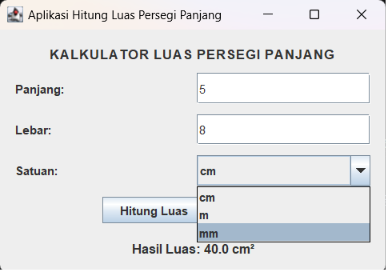 Aplikasi Hitung Luas Persegi Panjang
KALKULATOR LUAS PERSEGI PANJANG
Panjang: 5
Lebar: 8
Satuan: cm
cm
m
mm
Hitung Luas
Hasil Luas: 40.0 cm²